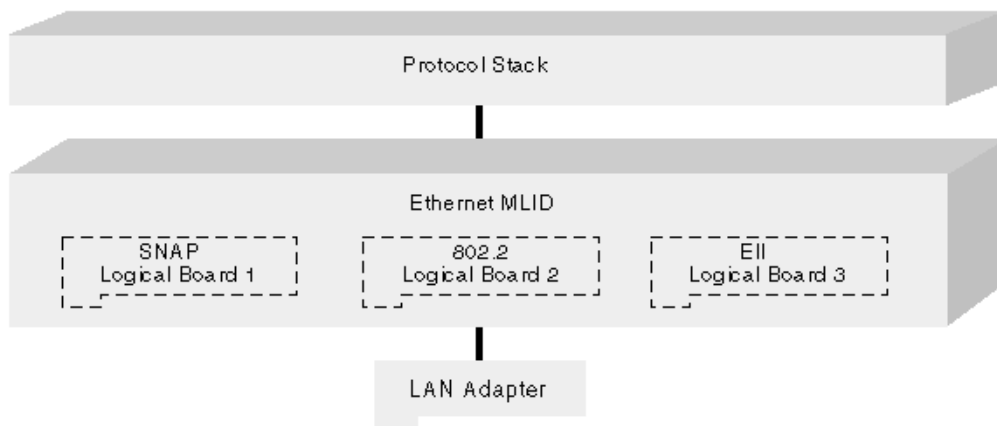 Protocol Stack
Ethernet MLID
SNAP
Logical Board 1
802.2
Logical Board 2
EII
Logical Board 3
LAN Adapter